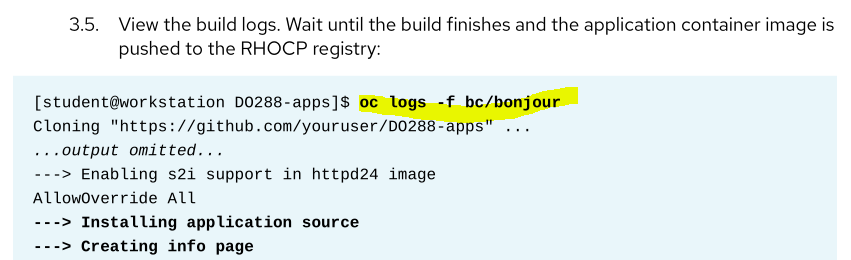 3.5. View the build logs. Wait until the build finishes and the application container image is
pushed to the RHOCP registry:
[student@workstation DO288-apps]$ oc logs -f bc/bonjour
Cloning "https://github.com/youruser/DO288-apps" ...
...output omitted...
---> Enabling s2i support in httpd24 image
AllowOverride All
---> Installing application source
---> Creating info page